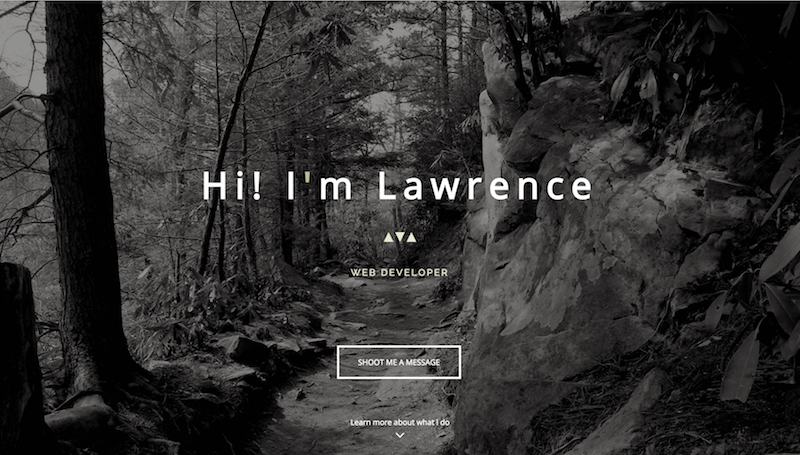 Hi! I'm Lawrence
WEB DEVELOPER
SHOOT ME A MESSAGE
Learn more about what I do